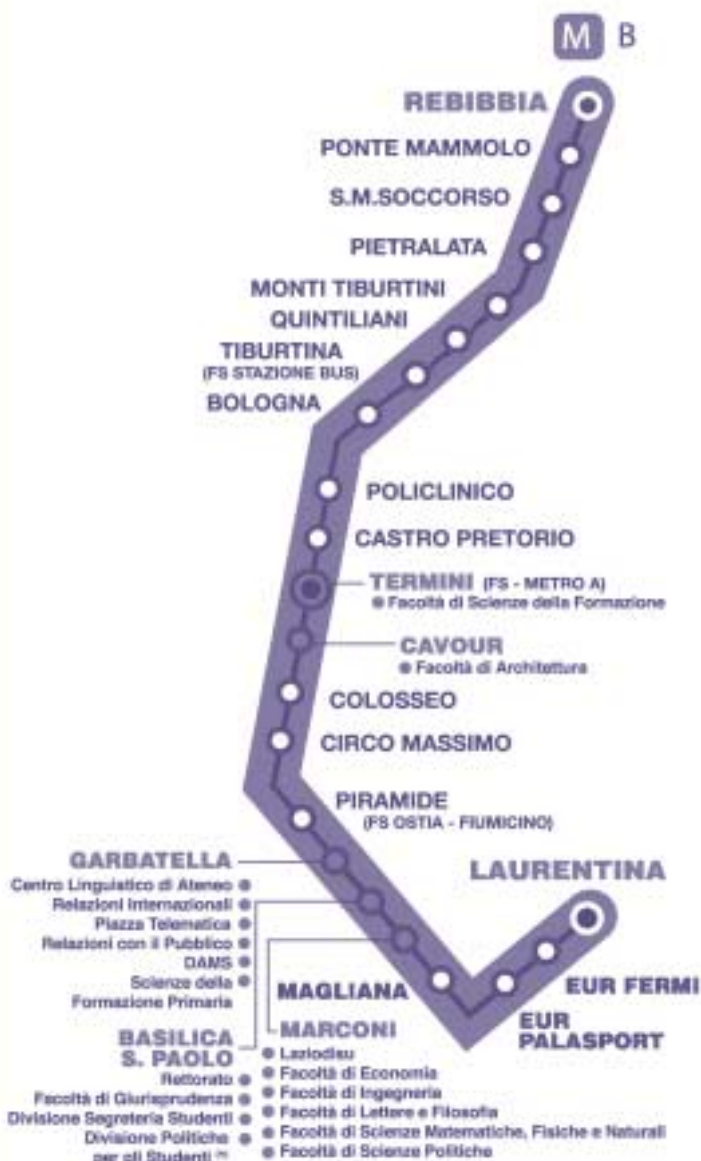 M B
REBIBBIA
PONTE MAMMOLO
S.M.SOCCORSO
PIETRALATA
MONTI TIBURTINI
QUINTILIANI
TIBURTINA
(FS STAZIONE BUS)
BOLOGNA
POLICLINICO
CASTRO PRETORIO
TERMINI (FS - METRO A)
Facoltà di Scienze della Formazione
CAVOUR
Facoltà di Architettura
COLOSSEO
CIRCO MASSIMO
PIRAMIDE
(FS OSTIA - FIUMICINO)
GARBATELLA
Centro Linguistico di Ateneo
Relazioni Internazionali
Piazza Telematica
Relazioni con il Pubblico
DAMS
Scienze della
Formazione Primaria
LAURENTINA
EUR FERMI
EUR
PALASPORT
MAGLIANA
BASILICA
S. PAOLO
Rettorato
Facoltà di Giurisprudenza
Divisione Segreteria Studenti
Divisione Politiche
per gli Studenti
MARCONI
Laziodisu
Facoltà di Economia
Facoltà di Ingegneria
Facoltà di Lettere e Filosofia
Facoltà di Scienze Matematiche, Fisiche e Naturali
Facoltà di Scienze Politiche